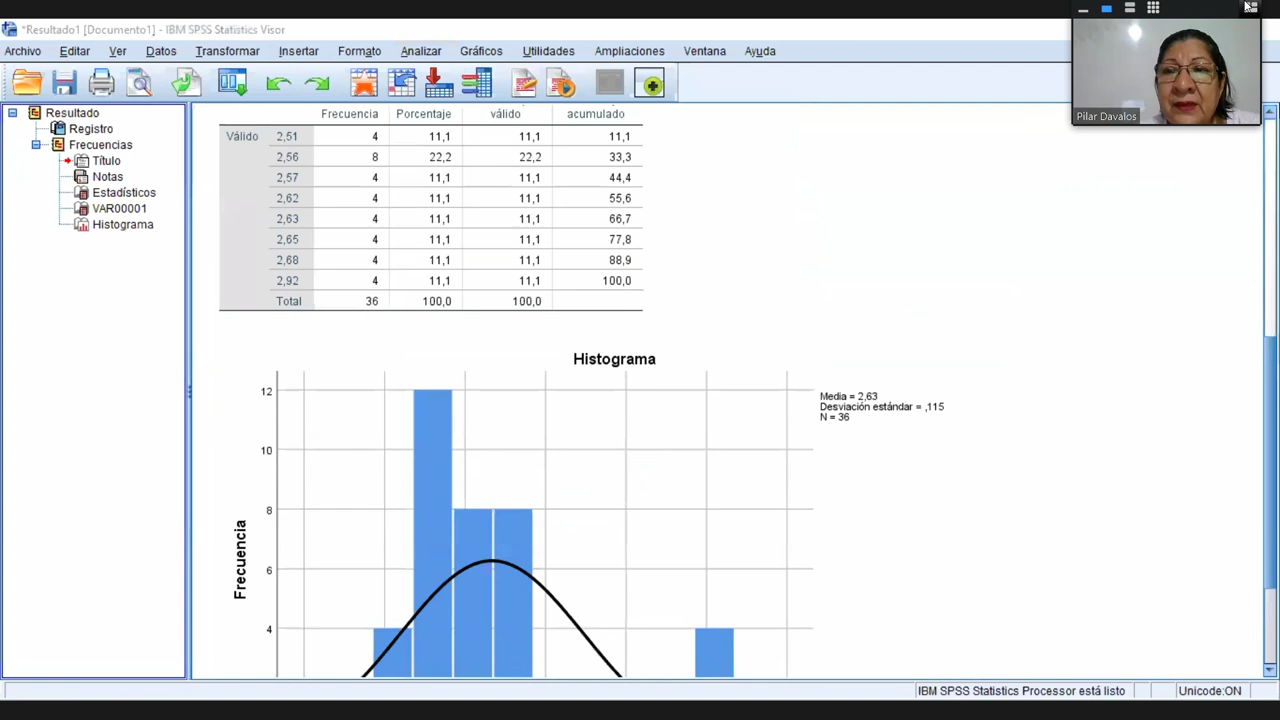 *Resultado1 [Documento1] - IBM SPSS Statistics Visor
Archivo Editar Ver Datos Transformar Insertar Formato Analizar Gráficos Utilidades Ampliaciones Ventana Ayuda
Pilar Davalos
Resultado
Registro
Frecuencias
Título
Notas
Estadísticos
VAR00001
Histograma
Frecuencia Porcentaje válido acumulado
Válido 2,51 4 11,1 11,1 11,1
2,56 8 22,2 22,2 33,3
2,57 4 11,1 11,1 44,4
2,62 4 11,1 11,1 55,6
2,63 4 11,1 11,1 66,7
2,65 4 11,1 11,1 77,8
2,68 4 11,1 11,1 88,9
2,92 4 11,1 11,1 100,0
Total 36 100,0 100,0
Histograma
Media = 2,63
Desviación estándar = ,115
N = 36
Frecuencia
12
10
8
6
4
IBM SPSS Statistics Processor está listo Unicode:ON